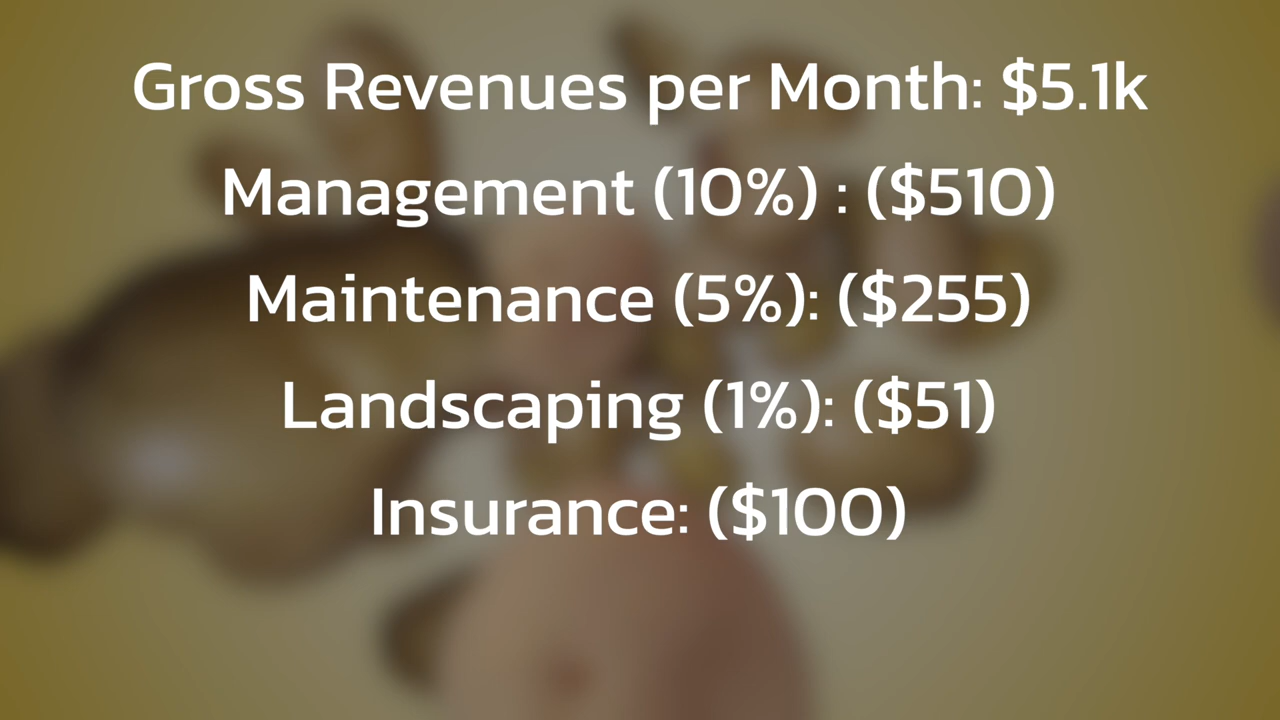 Gross Revenues per Month: $5.1k
Management (10%) : ($510)
Maintenance (5%): ($255)
Landscaping (1%): ($51)
Insurance: ($100)